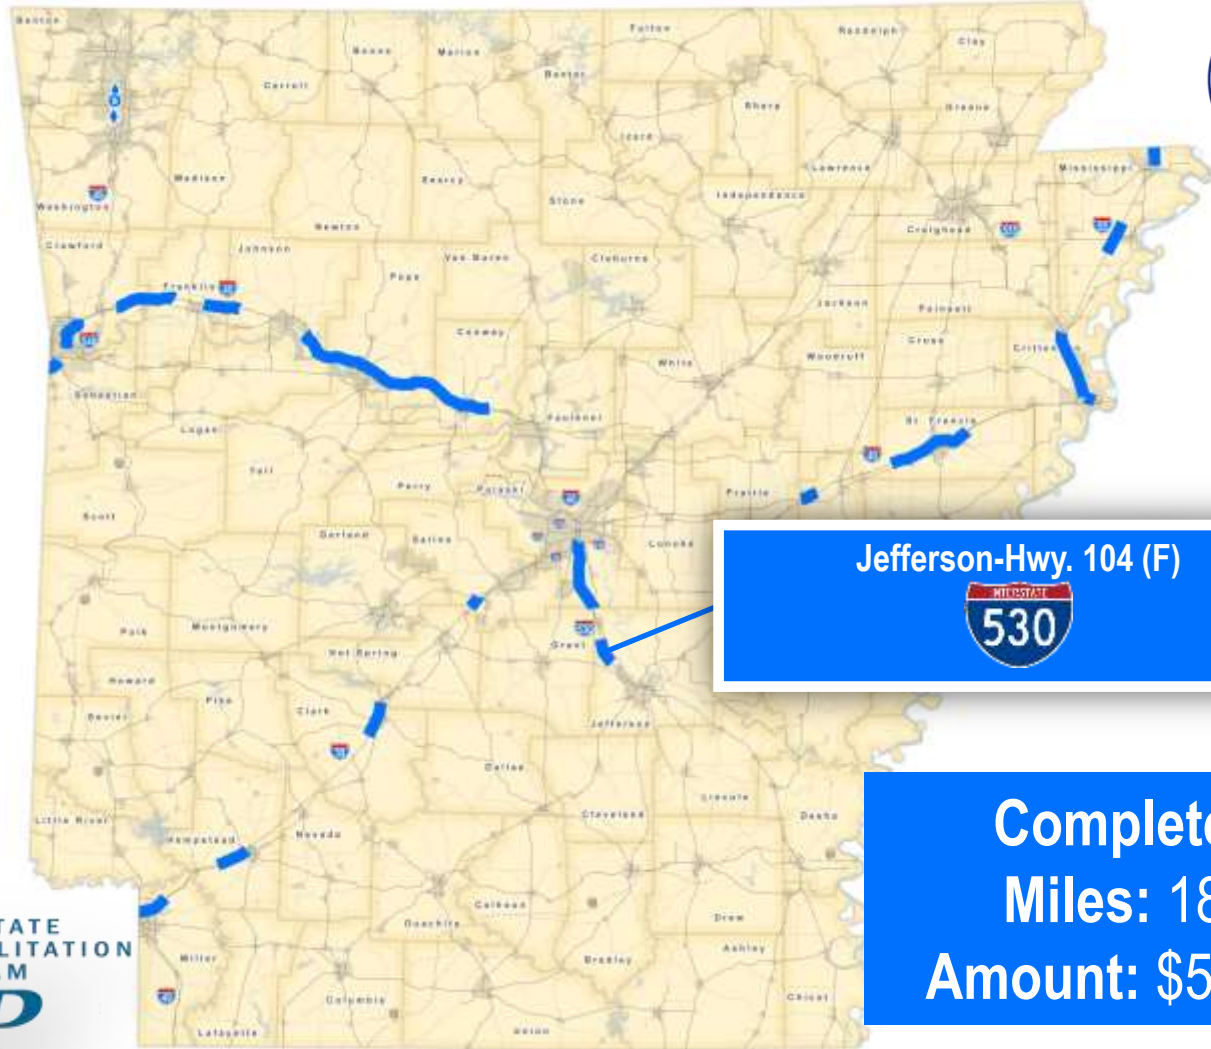 Benton
Boone
Marion
Fulton
Randolph
Clay
Carroll
Baxter
Sharp
Greene
Izard
Lawrence
Mississippi
Madison
Searcy
Stone
Independence
Washington
Newton
Craighead
Crawford
Johnson
Van Buren
Cleburne
Franklin
Pope
Jackson
Poinsett
Conway
White
Woodruff
Cross
Crittenden
Sebastian
Logan
Faulkner
St. Francis
Yell
Perry
Pulaski
Prairie
Scott
Garland
Saline
Lonoke
Jefferson-Hwy. 104 (F)
INTERSTATE
530
Polk
Montgomery
Hot Spring
Grant
Howard
Pike
Clark
Sevier
Jefferson
Dallas
Lincoln
Desha
Cleveland
Little River
Hempstead
Nevada
Complete
Miles: 18
Amount: $5
Calhoun
Ouachita
Drew
Bradley
Ashley
Miller
Columbia
Chicot
Lafayette
Union
TATE
LITATION
M